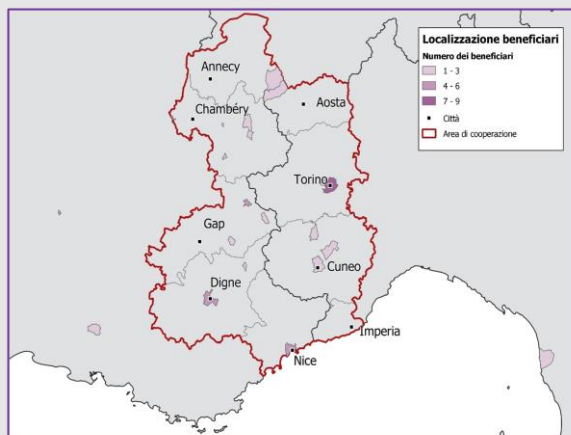 Localizzazione beneficiari
Numero dei beneficiari
1 - 3
4 - 6
7 - 9
Città
Area di cooperazione
Annecy
Aosta
Chambéry
Torino
Gap
Cuneo
Digne
Imperia
Nice